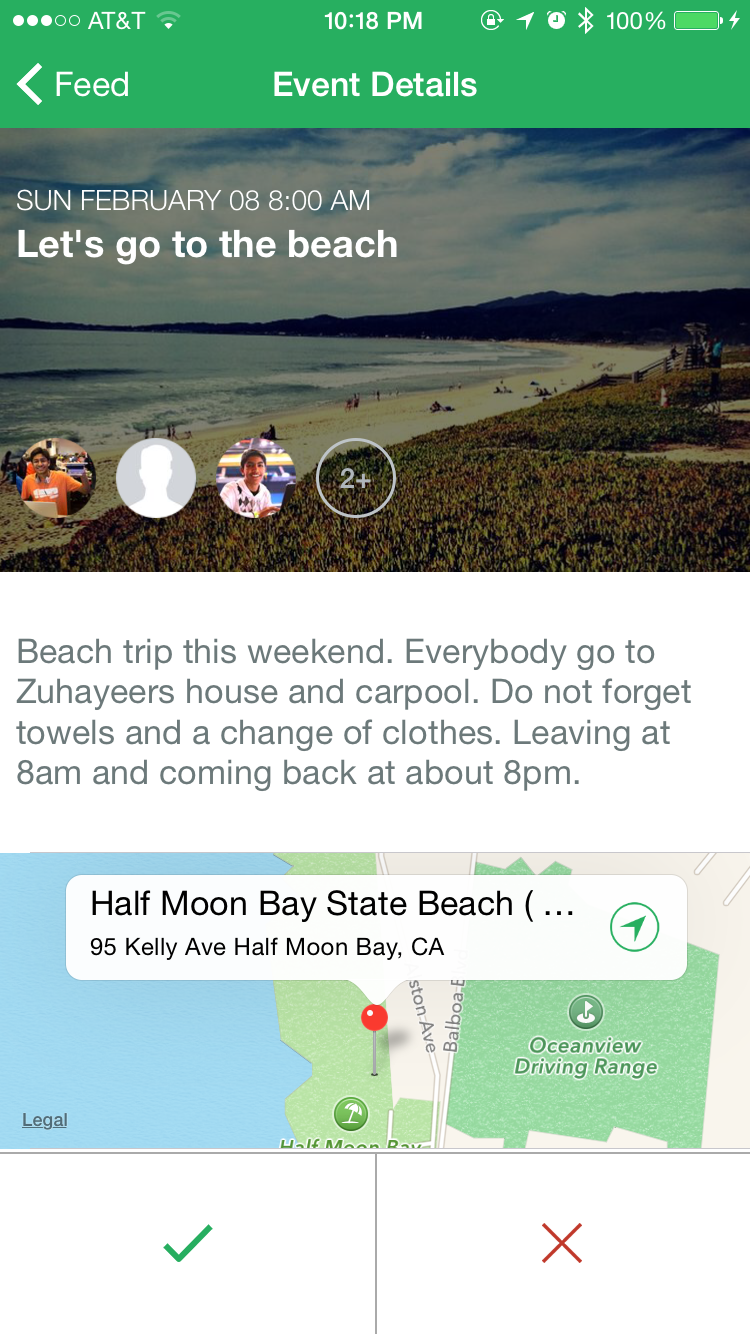 AT&T 10:18 PM 100%
Feed Event Details
SUN FEBRUARY 08 8:00 AM
Let's go to the beach
2+
Beach trip this weekend. Everybody go to
Zuhayeers house and carpool. Do not forget
towels and a change of clothes. Leaving at
8am and coming back at about 8pm.
Half Moon Bay State Beach ( ...
95 Kelly Ave Half Moon Bay, CA
ston Ave
Balboa B
Oceanview
Driving Range
Legal
Half Moon Bay